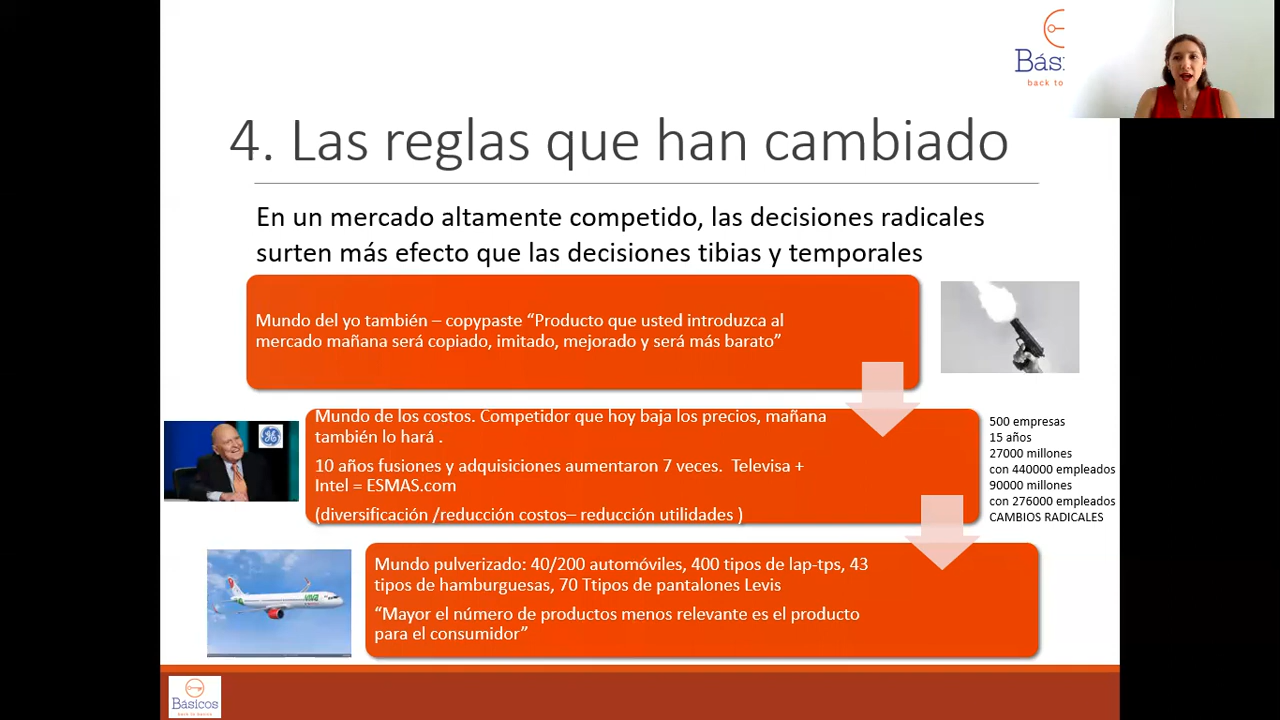 Bási
back to
4. Las reglas que han cambiado
En un mercado altamente competido, las decisiones radicales
surten más efecto que las decisiones tibias y temporales
Mundo del yo también – copypaste “Producto que usted introduzca al
mercado mañana será copiado, imitado, mejorado y será más barato”
Mundo de los costos. Competidor que hoy baja los precios, mañana
también lo hará .
10 años fusiones y adquisiciones aumentaron 7 veces.  Televisa +
Intel = ESMAS.com
(diversificación /reducción costos– reducción utilidades )
500 empresas
15 años
27000 millones
con 440000 empleados
90000 millones
con 276000 empleados
CAMBIOS RADICALES
Mundo pulverizado: 40/200 automóviles, 400 tipos de lap-tps, 43
tipos de hamburguesas, 70 Ttipos de pantalones Levis
“Mayor el número de productos menos relevante es el producto
para el consumidor”
VIVA
Básicos
back to basics